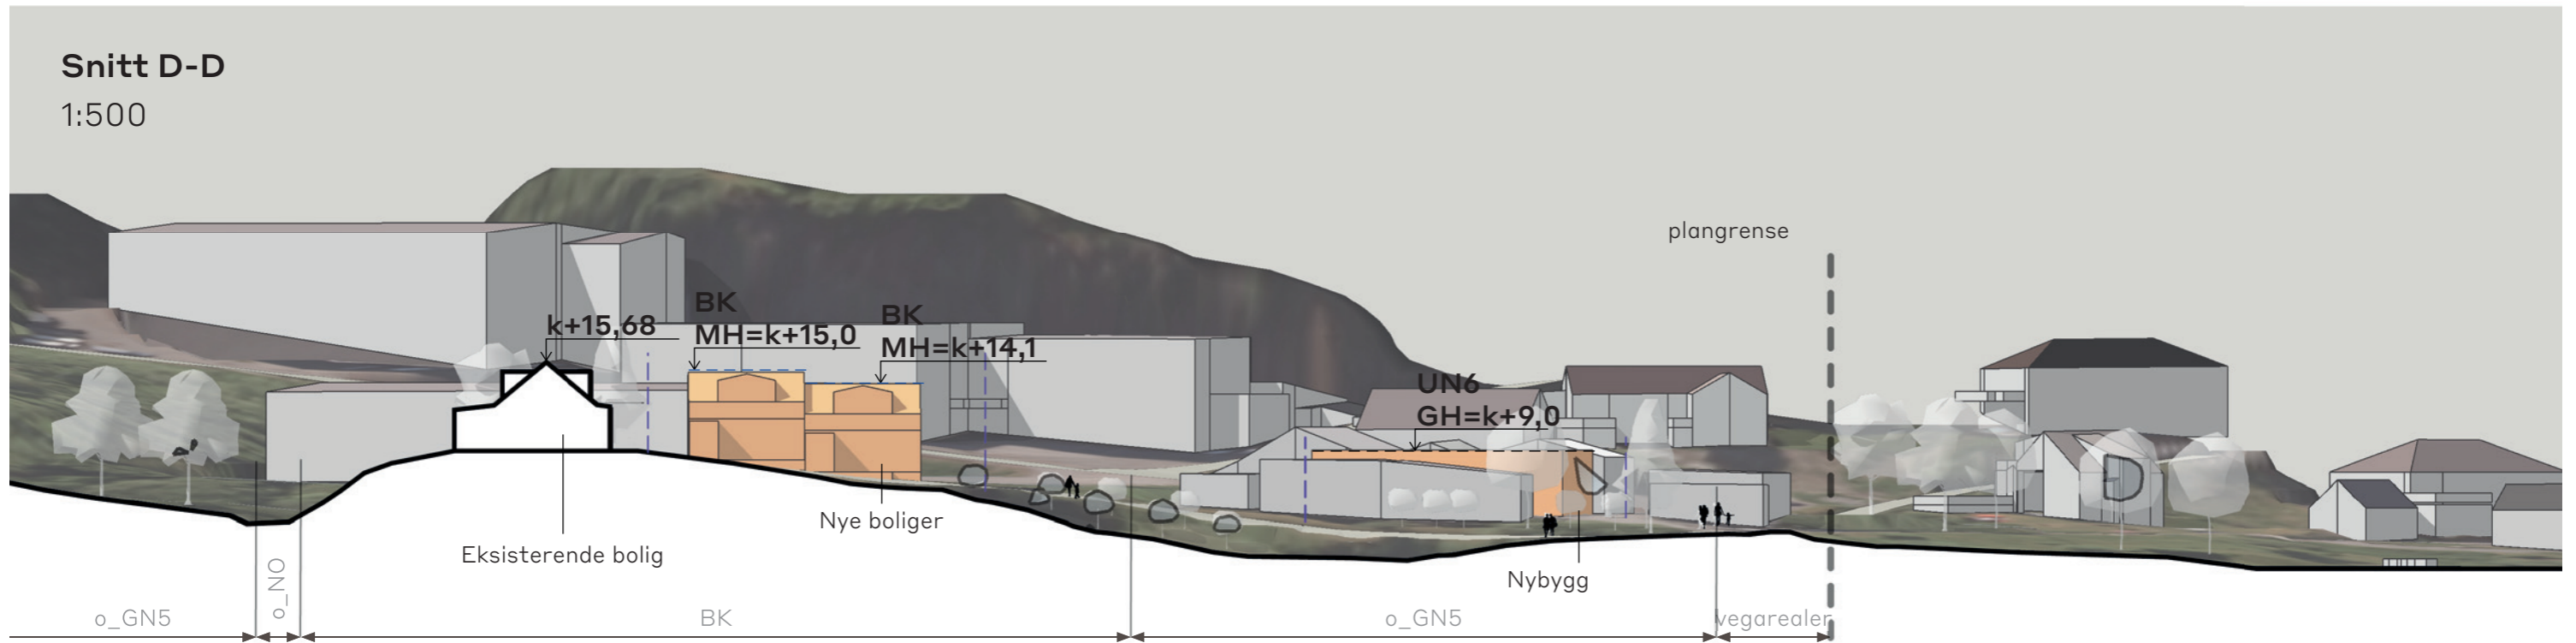 Snitt D-D
1:500
plangrense
BK
MH=k+15,0
BK
MH=k+14,1
k+15,68
UN6
GH=k+9,0
Nye boliger
Eksisterende bolig
Nybygg
o_GN5
o_NO
BK
o_GN5
vegarealer